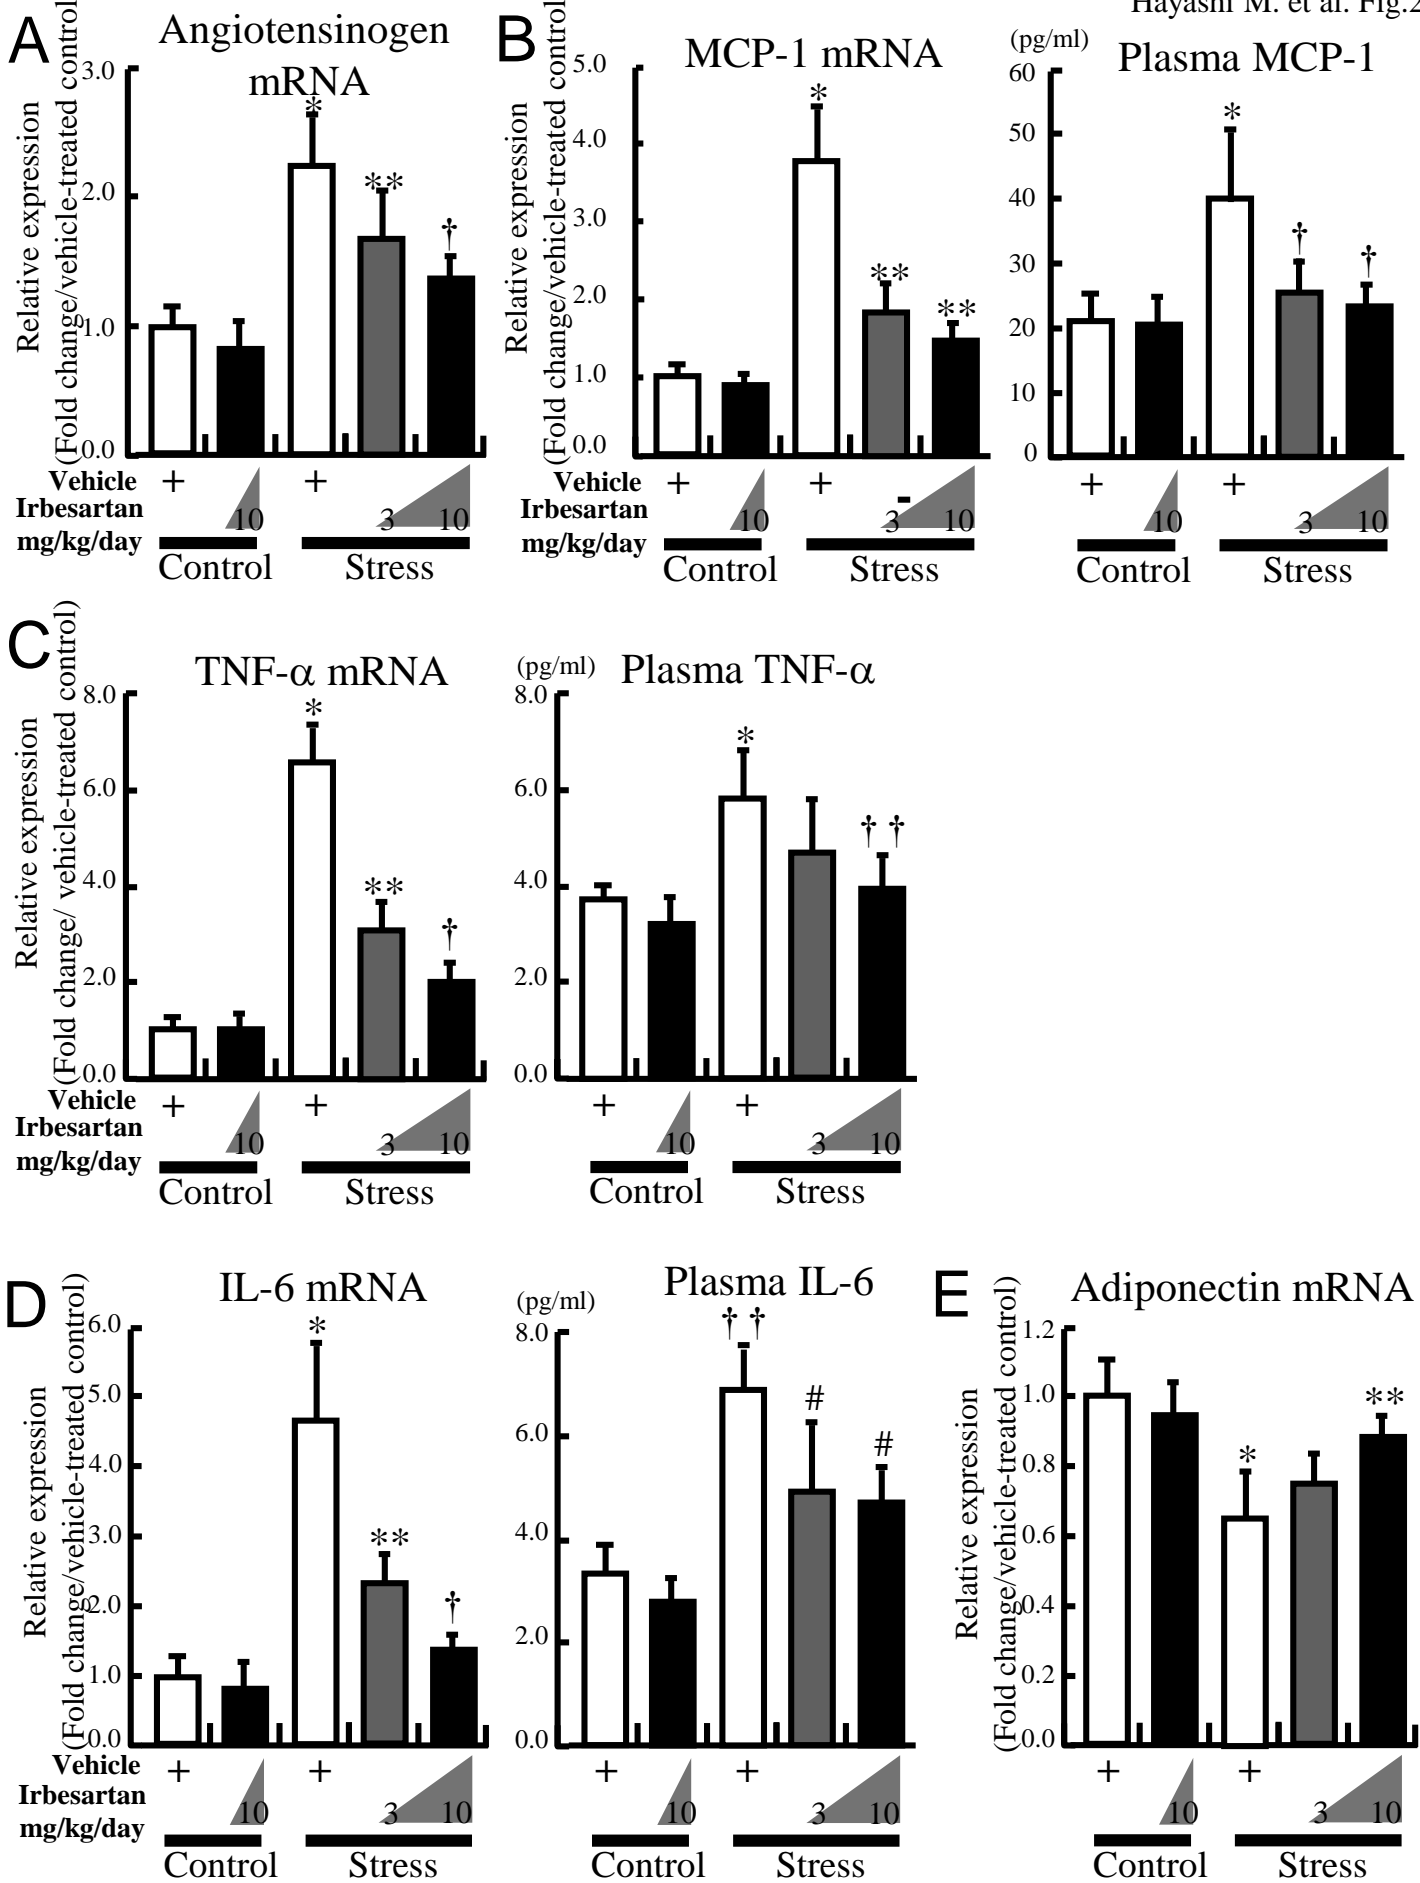 Hayashi M. et al. Fig.2
A
Angiotensinogen
mRNA
Relative expression
(Fold change/vehicle-treated control)
3.0
2.0
1.0
0.0
*
**
†
Vehicle + +
Irbesartan
mg/kg/day
10 3 10
Control Stress
B
MCP-1 mRNA
Relative expression
(Fold change/vehicle-treated control)
5.0
4.0
3.0
2.0
1.0
0.0
*
**
**
Vehicle + +
Irbesartan
mg/kg/day
10 3 10
Control Stress
(pg/ml)
Plasma MCP-1
60
50
40
30
20
10
0
*
†
†
+ +
10 3 10
Control Stress
C
TNF-α mRNA
Relative expression
(Fold change/ vehicle-treated control)
8.0
6.0
4.0
2.0
0.0
*
**
†
Vehicle + +
Irbesartan
mg/kg/day
10 3 10
Control Stress
(pg/ml)
Plasma TNF-α
8.0
6.0
4.0
2.0
0.0
*
† †
+ +
10 3 10
Control Stress
D
IL-6 mRNA
Relative expression
(Fold change/vehicle-treated control)
6.0
5.0
4.0
3.0
2.0
1.0
0.0
*
**
†
Vehicle + +
Irbesartan
mg/kg/day
10 3 10
Control Stress
(pg/ml)
Plasma IL-6
8.0
6.0
4.0
2.0
0.0
† †
#
#
+ +
10 3 10
Control Stress
E
Adiponectin mRNA
Relative expression
(Fold change/vehicle-treated control)
1.2
1.0
0.8
0.6
0.4
0.2
0.0
*
**
+ +
10 3 10
Control Stress